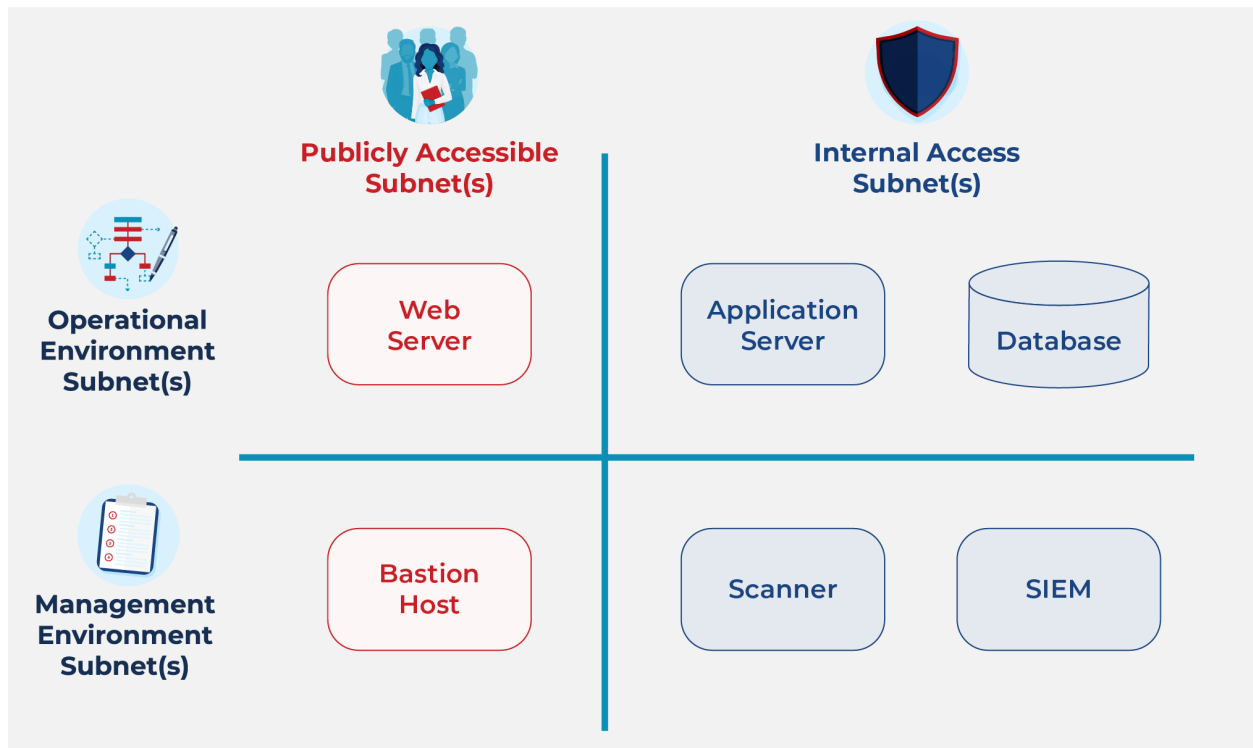 Publicly Accessible
Subnet(s)
Internal Access
Subnet(s)
Operational
Environment
Subnet(s)
Web
Server
Application
Server
Database
Management
Environment
Subnet(s)
Bastion
Host
Scanner
SIEM